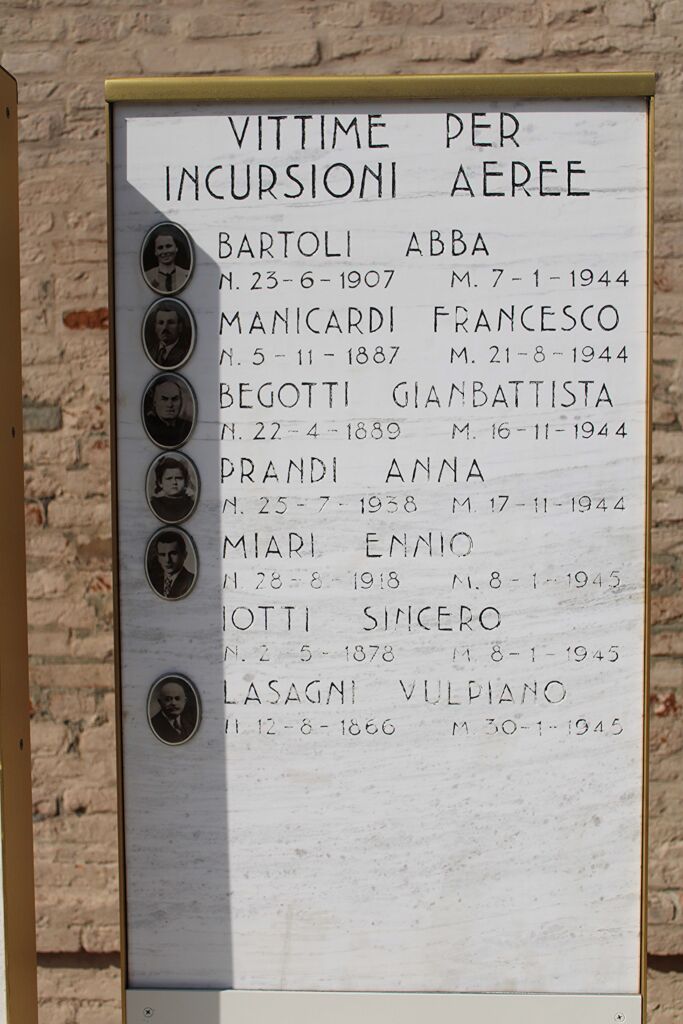 VITTIME PER
INCURSIONI AEREE
BARTOLI ABBA
N. 23-6-1907 M. 7-1-1944
MANICARDI FRANCESCO
N. 5-11-1887 M. 21-8-1944
BEGOTTI GIANBATTISTA
N. 22-4-1889 M. 16-11-1944
PRANDI ANNA
N. 25-7-1938 M. 17-11-1944
MIARI ENNIO
N. 28-8-1918 M. 8-1-1945
IOTTI SINCERO
N. 2-5-1878 M. 8-1-1945
LASAGNI VULPIANO
N. 12-8-1866 M. 30-1-1945